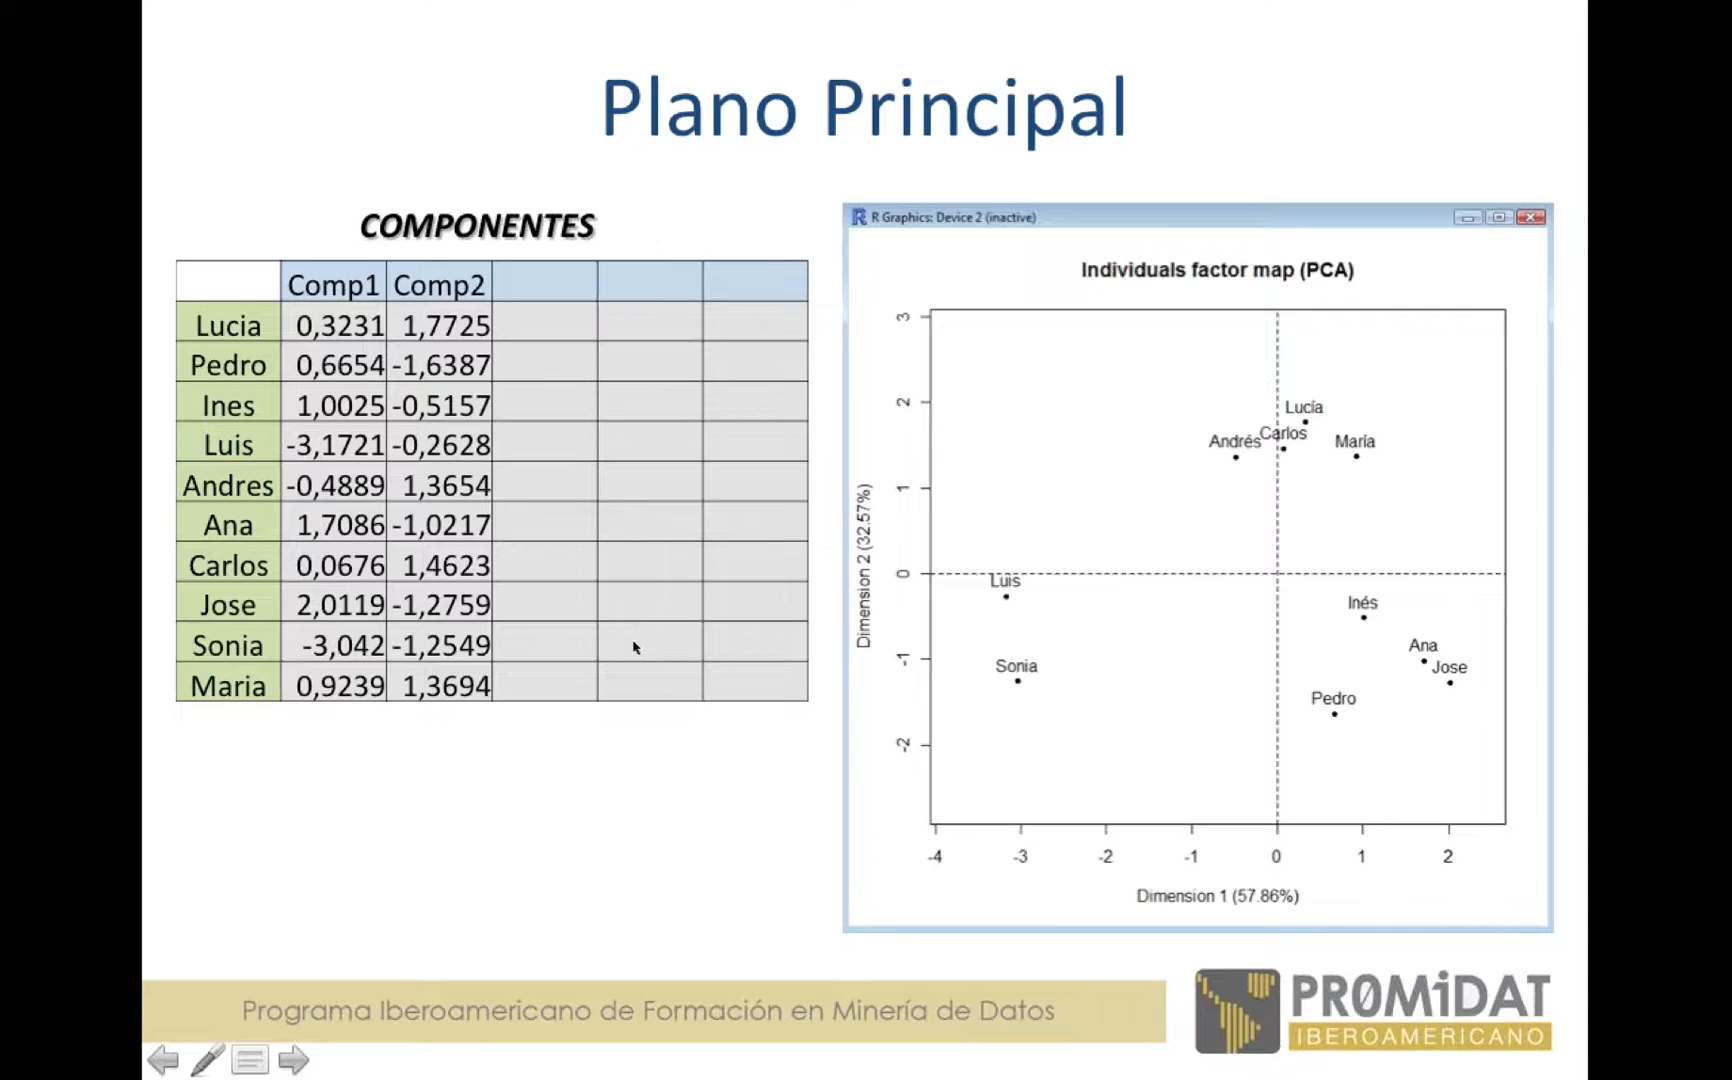 Plano Principal
COMPONENTES
Comp1 Comp2
Lucia 0,3231 1,7725
Pedro 0,6654 -1,6387
Ines 1,0025 -0,5157
Luis -3,1721 -0,2628
Andres -0,4889 1,3654
Ana 1,7086 -1,0217
Carlos 0,0676 1,4623
Jose 2,0119 -1,2759
Sonia -3,042 -1,2549
Maria 0,9239 1,3694
R R Graphics: Device 2 (inactive)
Individuals factor map (PCA)
Dimension 2 (32.57%)
3
2
1
0
-1
-2
Lucía
Carlos
Andrés
María
Luis
Inés
Ana
Sonia
Jose
Pedro
-4 -3 -2 -1 0 1 2
Dimension 1 (57.86%)
Programa Iberoamericano de Formación en Minería de Datos
PR0MiDAT
IBEROAMERICANO